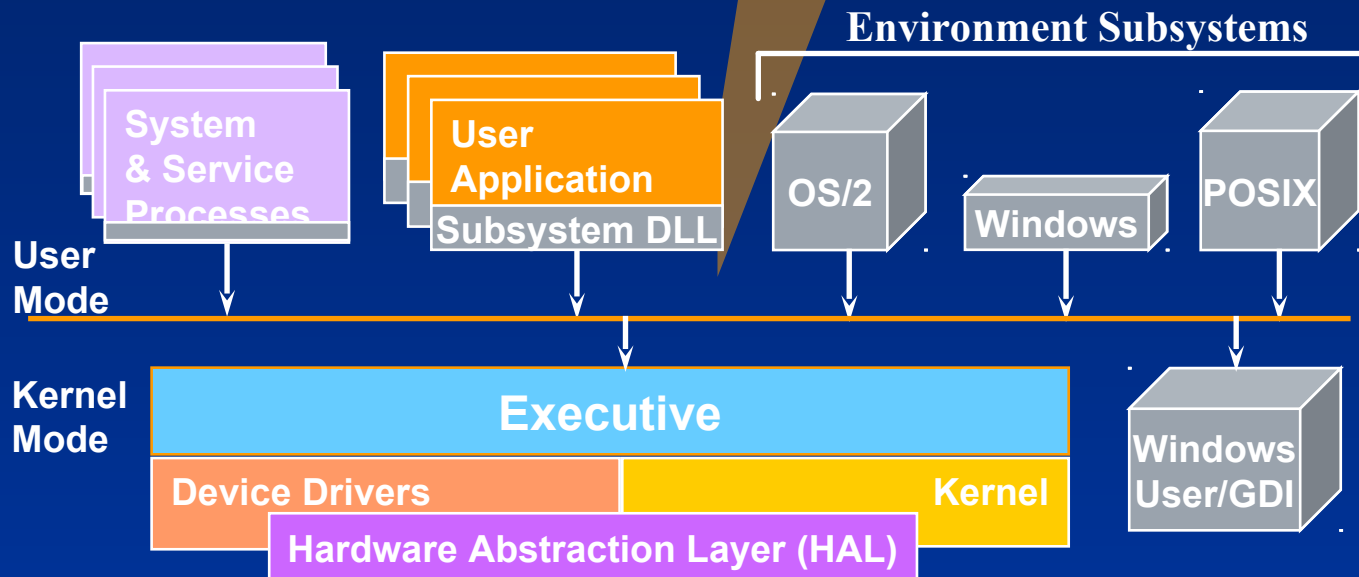 Environment Subsystems
System
& Service
Processes
User
Application
Subsystem DLL
OS/2
Windows
POSIX
User
Mode
Kernel
Mode
Executive
Device Drivers
Kernel
Hardware Abstraction Layer (HAL)
Windows
User/GDI